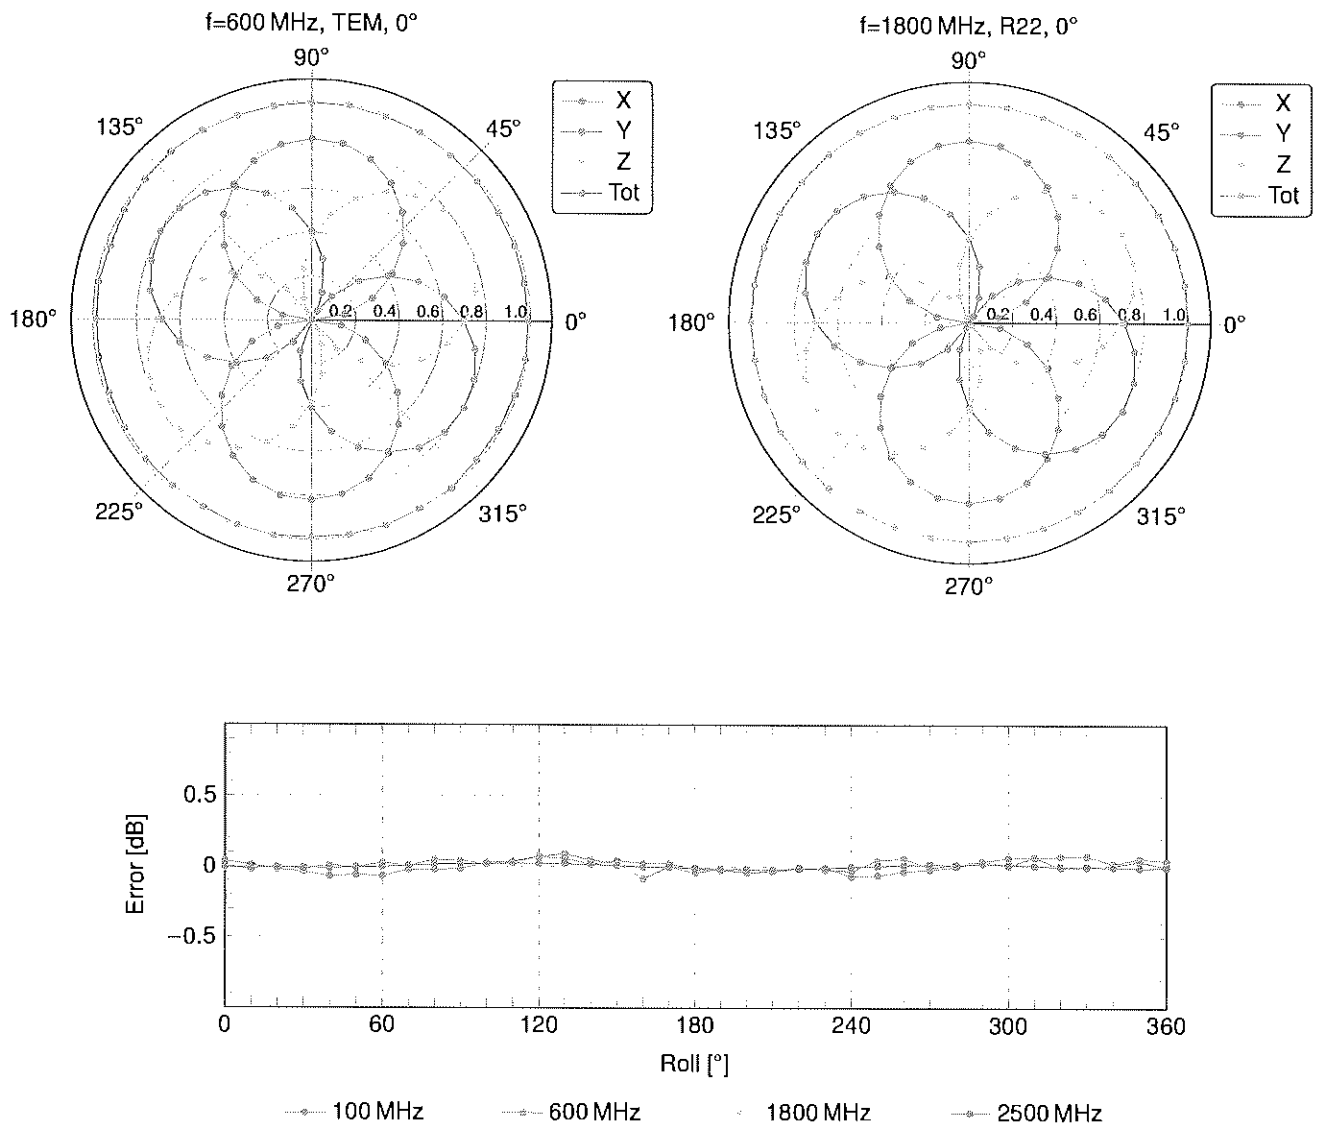 f=600 MHz, TEM, 0°
90°
135°
45°
180°
0.2 0.4 0.6 0.8 1.0
0°
225°
315°
270°
X
Y
Z
Tot
f=1800 MHz, R22, 0°
90°
135°
45°
180°
0.2 0.4 0.6 0.8 1.0
0°
225°
315°
270°
X
Y
Z
Tot
Error [dB]
0.5
0
−0.5
0 60 120 180 240 300 360
Roll [°]
100 MHz 600 MHz 1800 MHz 2500 MHz